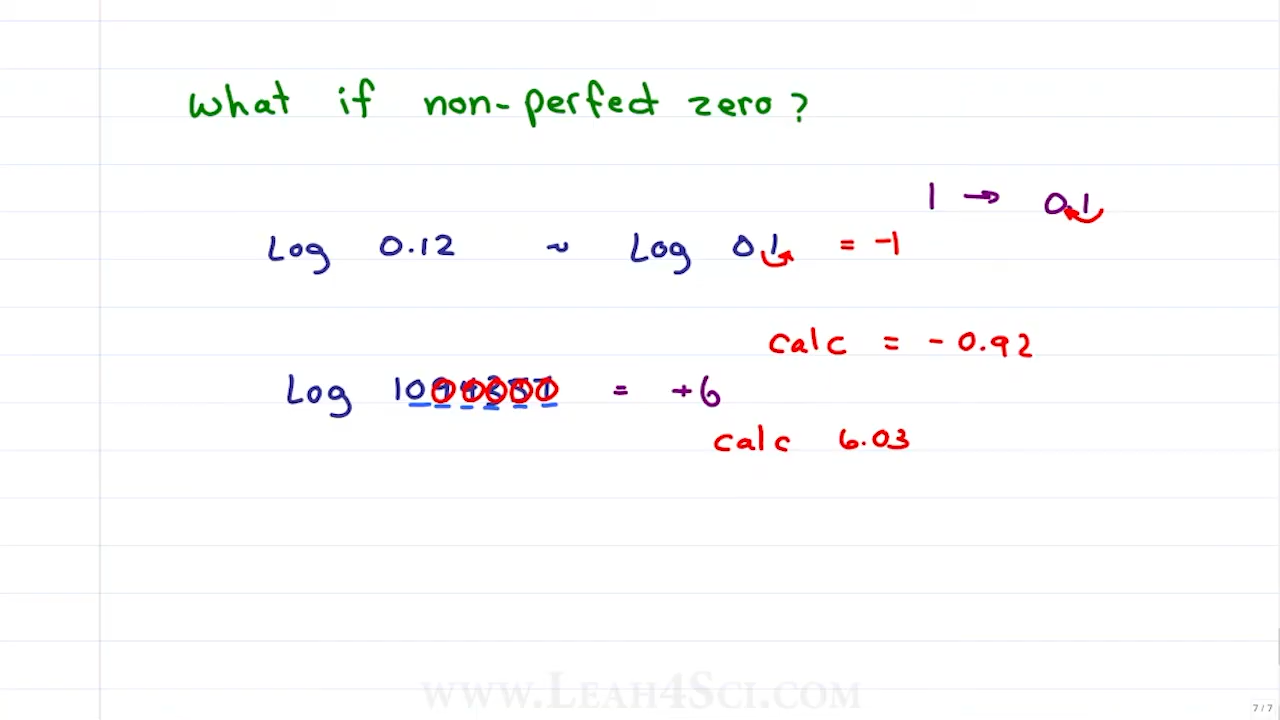 What if non-perfect zero?
1 → 0.1
Log 0.12 ~ Log 0.1 = -1
calc = -0.92
Log = +6
calc 6.03
www.Leah4Sci.com
7/7